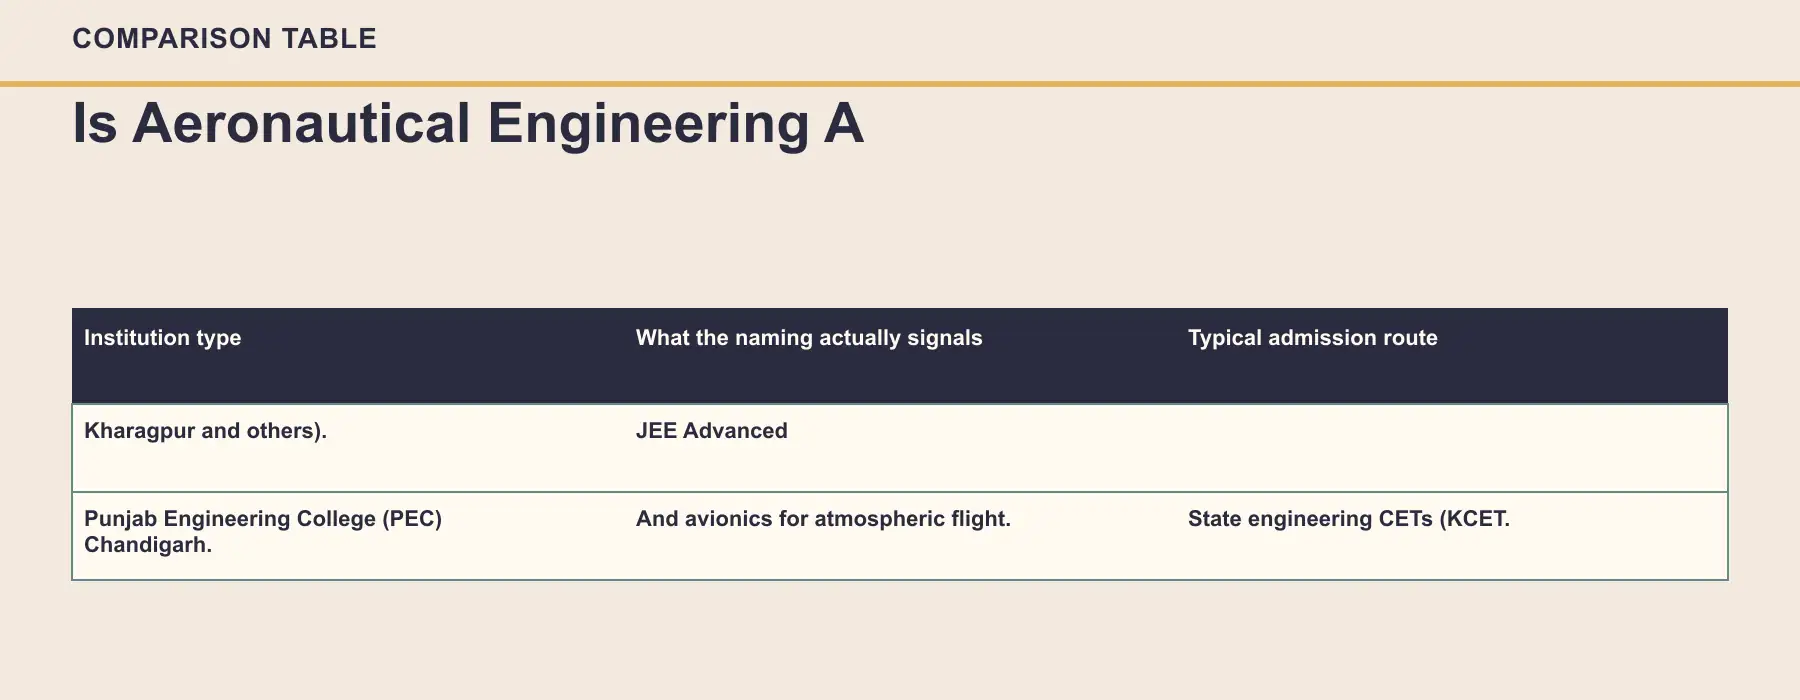 COMPARISON TABLE
Is Aeronautical Engineering A
Institution type What the naming actually signals Typical admission route
Kharagpur and others). JEE Advanced
Punjab Engineering College (PEC) And avionics for atmospheric flight. State engineering CETs (KCET.
Chandigarh.